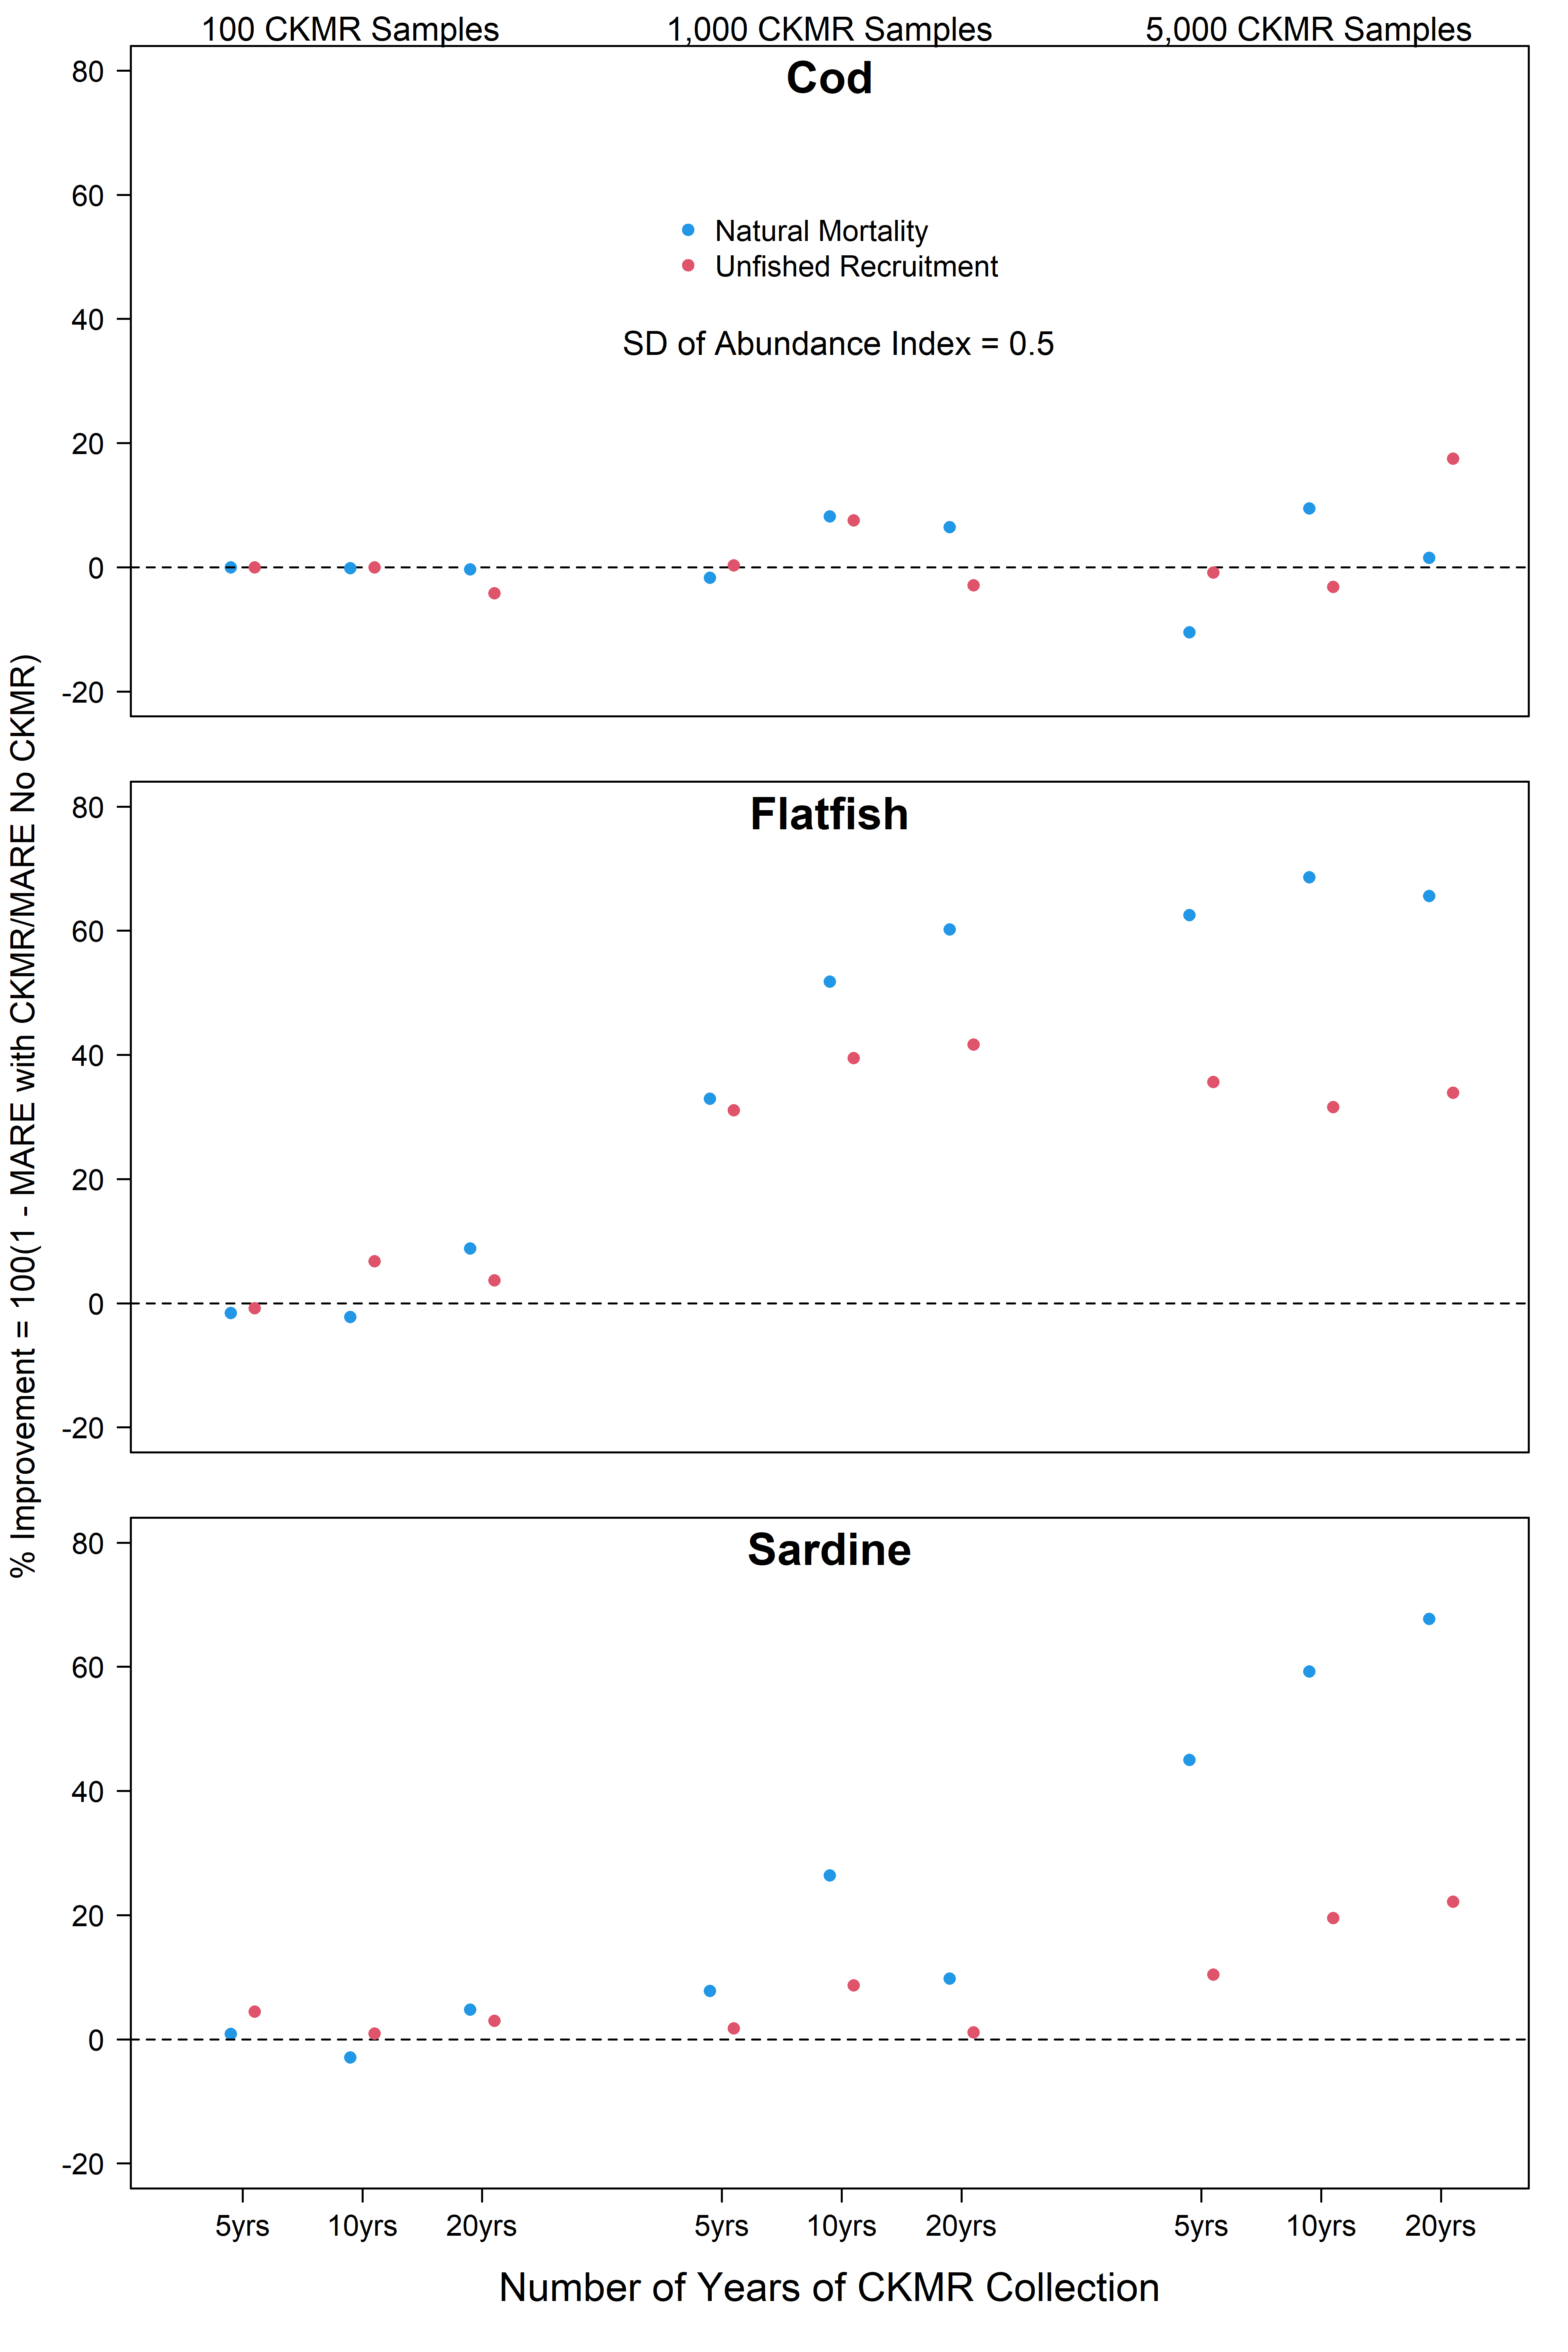 100 CKMR Samples 1,000 CKMR Samples 5,000 CKMR Samples
Cod
80
60
40
20
0
-20
Natural Mortality
Unfished Recruitment
SD of Abundance Index = 0.5
% Improvement = 100(1 - MARE with CKMR/MARE No CKMR)
Flatfish
80
60
40
20
0
-20
Sardine
80
60
40
20
0
-20
5yrs 10yrs 20yrs 5yrs 10yrs 20yrs 5yrs 10yrs 20yrs
Number of Years of CKMR Collection